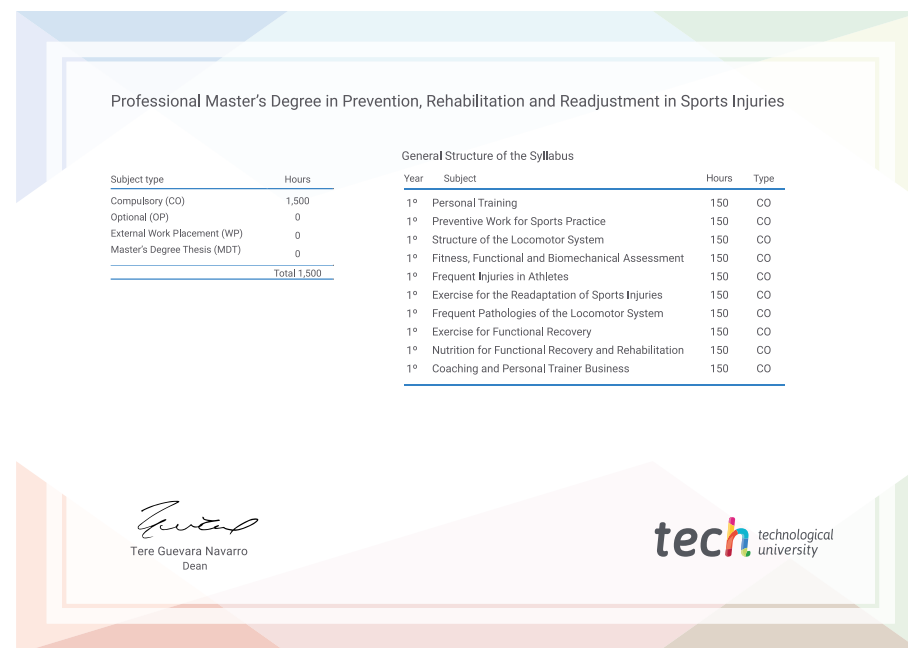 Professional Master's Degree in Prevention, Rehabilitation and Readjustment in Sports Injuries
Subject type Hours
Compulsory (CO) 1,500
Optional (OP) 0
External Work Placement (WP) 0
Master's Degree Thesis (MDT) 0
Total 1,500
General Structure of the Syllabus
Year Subject Hours Type
1º Personal Training 150 CO
1º Preventive Work for Sports Practice 150 CO
1º Structure of the Locomotor System 150 CO
1º Fitness, Functional and Biomechanical Assessment 150 CO
1º Frequent Injuries in Athletes 150 CO
1º Exercise for the Readaptation of Sports Injuries 150 CO
1º Frequent Pathologies of the Locomotor System 150 CO
1º Exercise for Functional Recovery 150 CO
1º Nutrition for Functional Recovery and Rehabilitation 150 CO
1º Coaching and Personal Trainer Business 150 CO
Tere Guevara Navarro
Dean
tech technological
university